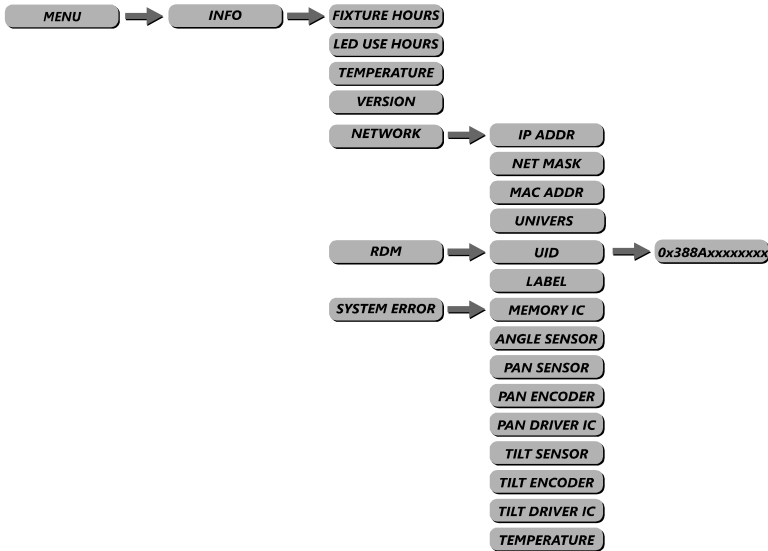 MENU
INFO
FIXTURE HOURS
LED USE HOURS
TEMPERATURE
VERSION
NETWORK
IP ADDR
NET MASK
MAC ADDR
UNIVERS
RDM
UID
0x388Axxxxxxxx
LABEL
SYSTEM ERROR
MEMORY IC
ANGLE SENSOR
PAN SENSOR
PAN ENCODER
PAN DRIVER IC
TILT SENSOR
TILT ENCODER
TILT DRIVER IC
TEMPERATURE